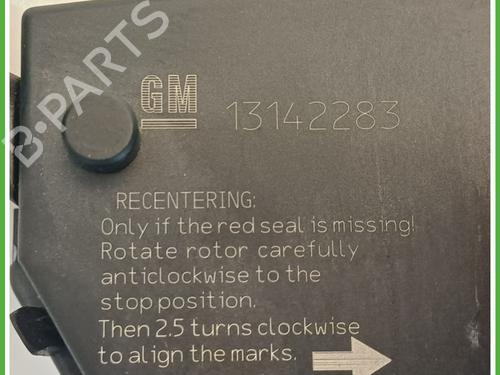 B-PARTS
GM 13142283
RECENTERING:
Only if the red seal is missing!
Rotate rotor carefully
anticlockwise to the
stop position.
Then 2.5 turns clockwise
to align the marks.